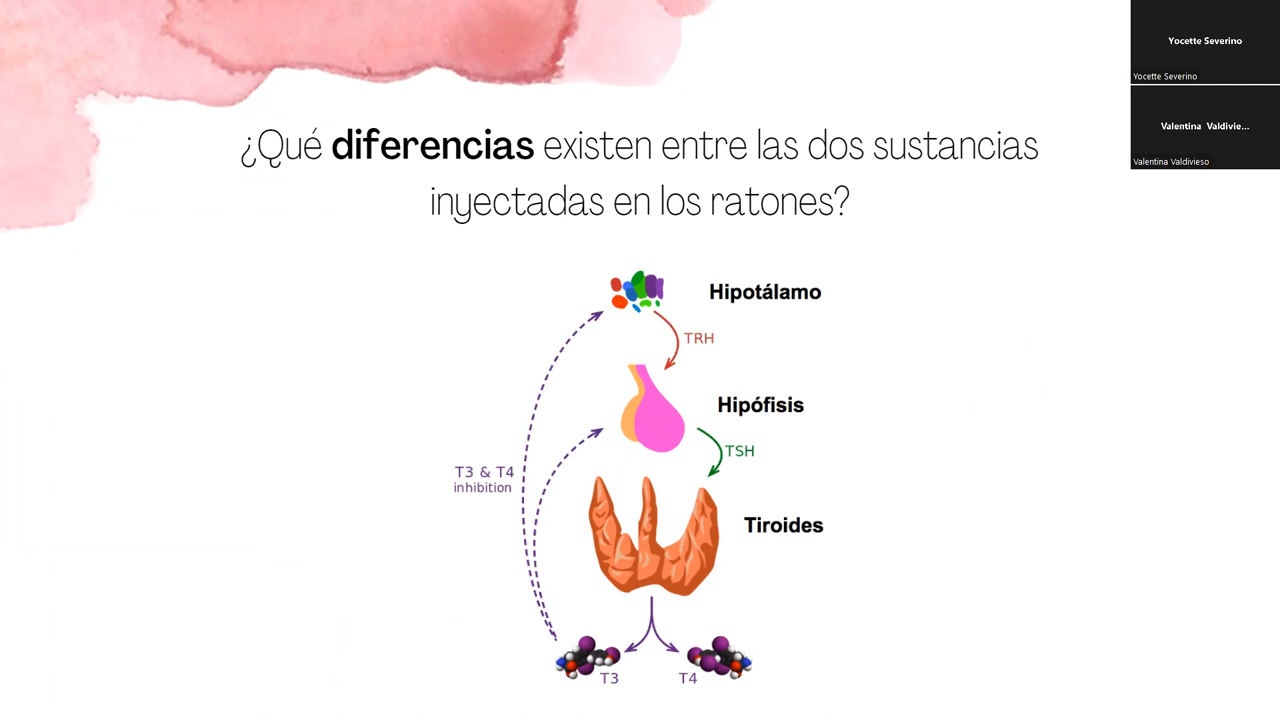 ¿Qué diferencias existen entre las dos sustancias
inyectadas en los ratones?
Hipotálamo
TRH
Hipófisis
TSH
T3 & T4
inhibition
Tiroides
T3
T4
Yocette Severino
Yocette Severino
Valentina Valdivie...
Valentina Valdivieso